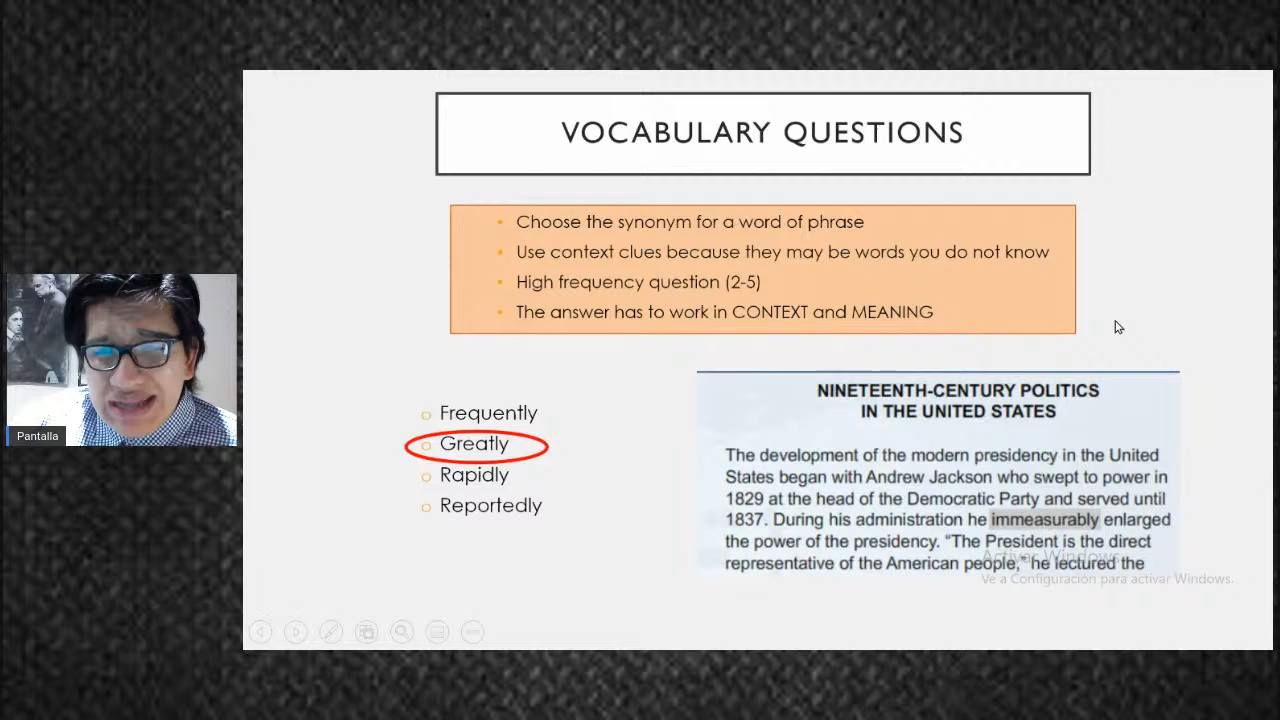 VOCABULARY QUESTIONS
Choose the synonym for a word of phrase
Use context clues because they may be words you do not know
High frequency question (2-5)
The answer has to work in CONTEXT and MEANING
Pantalla
Frequently
Greatly
Rapidly
Reportedly
NINETEENTH-CENTURY POLITICS
IN THE UNITED STATES
The development of the modern presidency in the United
States began with Andrew Jackson who swept to power in
1829 at the head of the Democratic Party and served until
1837. During his administration he immeasurably enlarged
the power of the presidency. “The President is the direct
representative of the American people,” he lectured the
Activar Windows
Ve a Configuración para activar Windows.